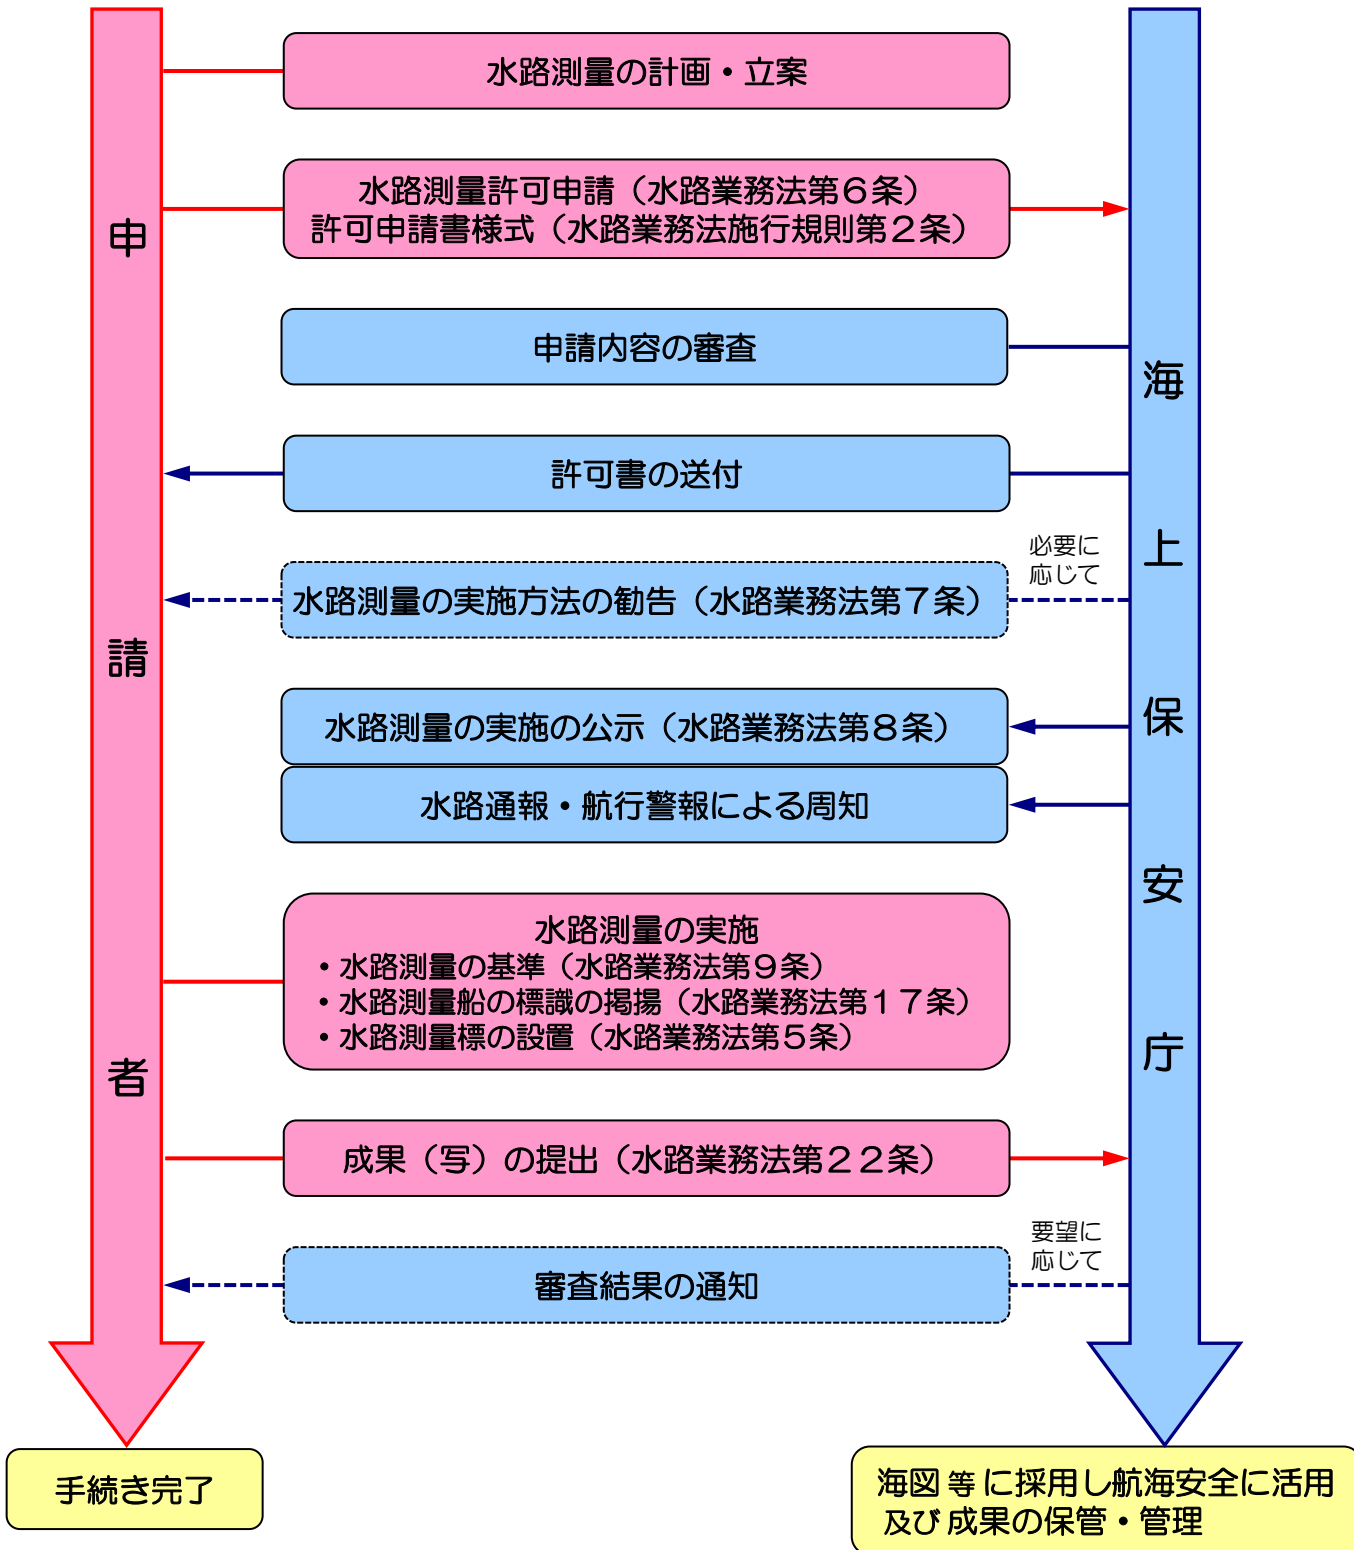 水路測量の計画・立案
水路測量許可申請（水路業務法第６条）
許可申請書様式（水路業務法施行規則第２条）
申請内容の審査
許可書の送付
必要に
応じて
水路測量の実施方法の勧告（水路業務法第７条）
水路測量の実施の公示（水路業務法第８条）
水路通報・航行警報による周知
水路測量の実施
・水路測量の基準（水路業務法第９条）
・水路測量船の標識の掲揚（水路業務法第１７条）
・水路測量標の設置（水路業務法第５条）
成果（写）の提出（水路業務法第２２条）
要望に
応じて
審査結果の通知
申請者
海上保安庁
手続き完了
海図等に採用し航海安全に活用
及び成果の保管・管理